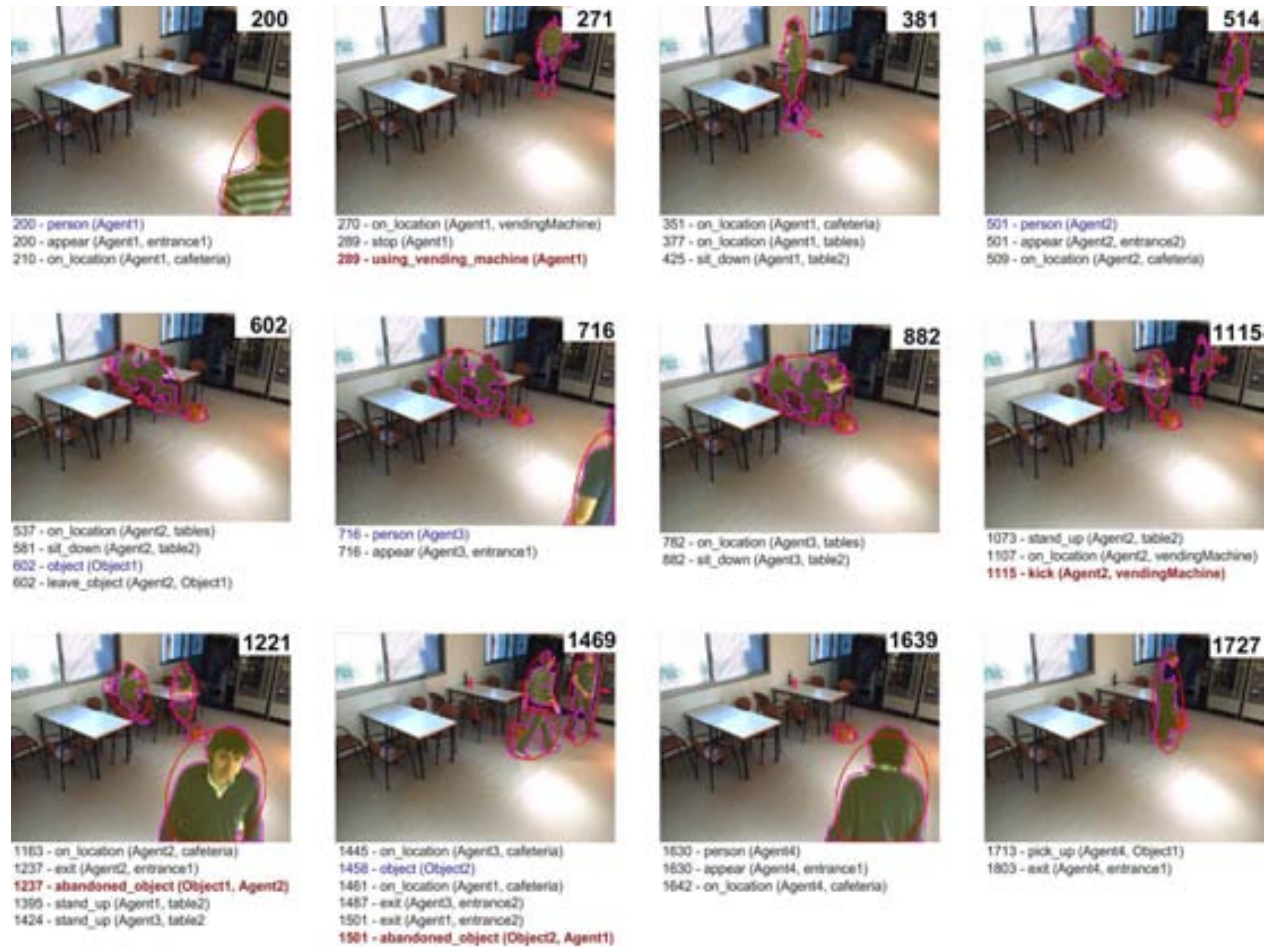 200
200 - person (Agent1)
200 - appear (Agent1, entrance1)
210 - on_location (Agent1, cafeteria)
271
270 - on_location (Agent1, vendingMachine)
289 - stop (Agent1)
289 - using_vending_machine (Agent1)
381
351 - on_location (Agent1, cafeteria)
377 - on_location (Agent1, tables)
425 - sit_down (Agent1, table2)
514
501 - person (Agent2)
501 - appear (Agent2, entrance2)
509 - on_location (Agent2, cafeteria)
602
537 - on_location (Agent2, tables)
581 - sit_down (Agent2, table2)
602 - object (Object1)
602 - leave_object (Agent2, Object1)
716
716 - person (Agent3)
716 - appear (Agent3, entrance1)
882
782 - on_location (Agent3, tables)
882 - sit_down (Agent3, table2)
1115
1073 - stand_up (Agent2, table2)
1107 - on_location (Agent2, vendingMachine)
1115 - kick (Agent2, vendingMachine)
1221
1163 - on_location (Agent2, cafeteria)
1237 - exit (Agent2, entrance1)
1237 - abandoned_object (Object1, Agent2)
1395 - stand_up (Agent1, table2)
1424 - stand_up (Agent3, table2
1469
1445 - on_location (Agent3, cafeteria)
1458 - object (Object2)
1461 - on_location (Agent1, cafeteria)
1487 - exit (Agent3, entrance2)
1501 - exit (Agent1, entrance2)
1501 - abandoned_object (Object2, Agent1)
1639
1630 - person (Agent4)
1630 - appear (Agent4, entrance1)
1642 - on_location (Agent4, cafeteria)
1727
1713 - pick_up (Agent4, Object1)
1803 - exit (Agent4, entrance1)